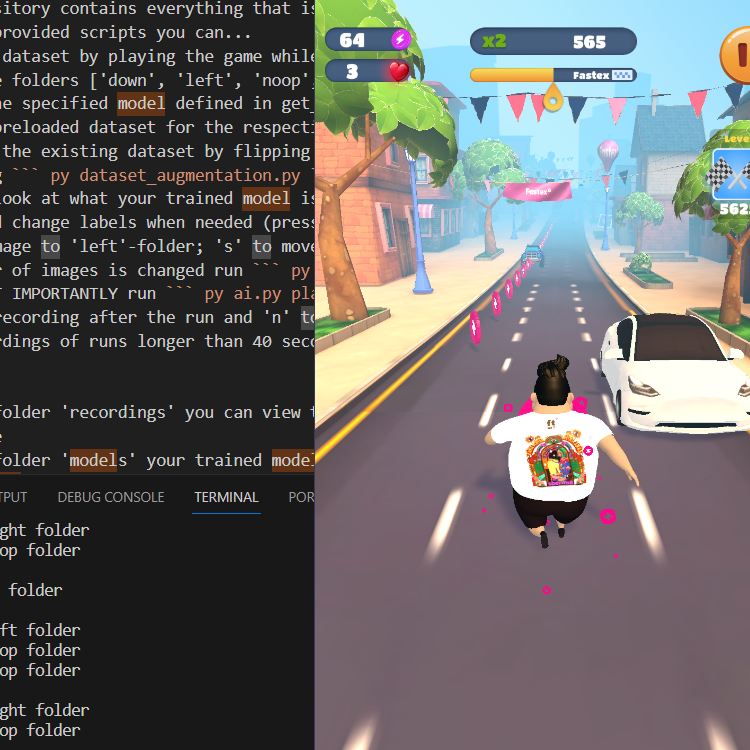 sitory contains everything that is
provided scripts you can...
dataset by playing the game while
e folders ['down', 'left', 'noop'
he specified model defined in get_
preloaded dataset for the respecti
the existing dataset by flipping
g ``` py dataset_augmentation.py
look at what your trained model is
d change labels when needed (press
mage to 'left'-folder; 's' to move
r of images is changed run ``` py
T IMPORTANTLY run ``` py ai.py pla
recording after the run and 'n' to
rdings of runs longer than 40 seco
folder 'recordings' you can view t
e
folder 'models' your trained model
TPUT DEBUG CONSOLE TERMINAL POR
ght folder
op folder
folder
ft folder
op folder
op folder
ght folder
op folder
64
3
x2 565
Fastex
Fastex
Leve
562